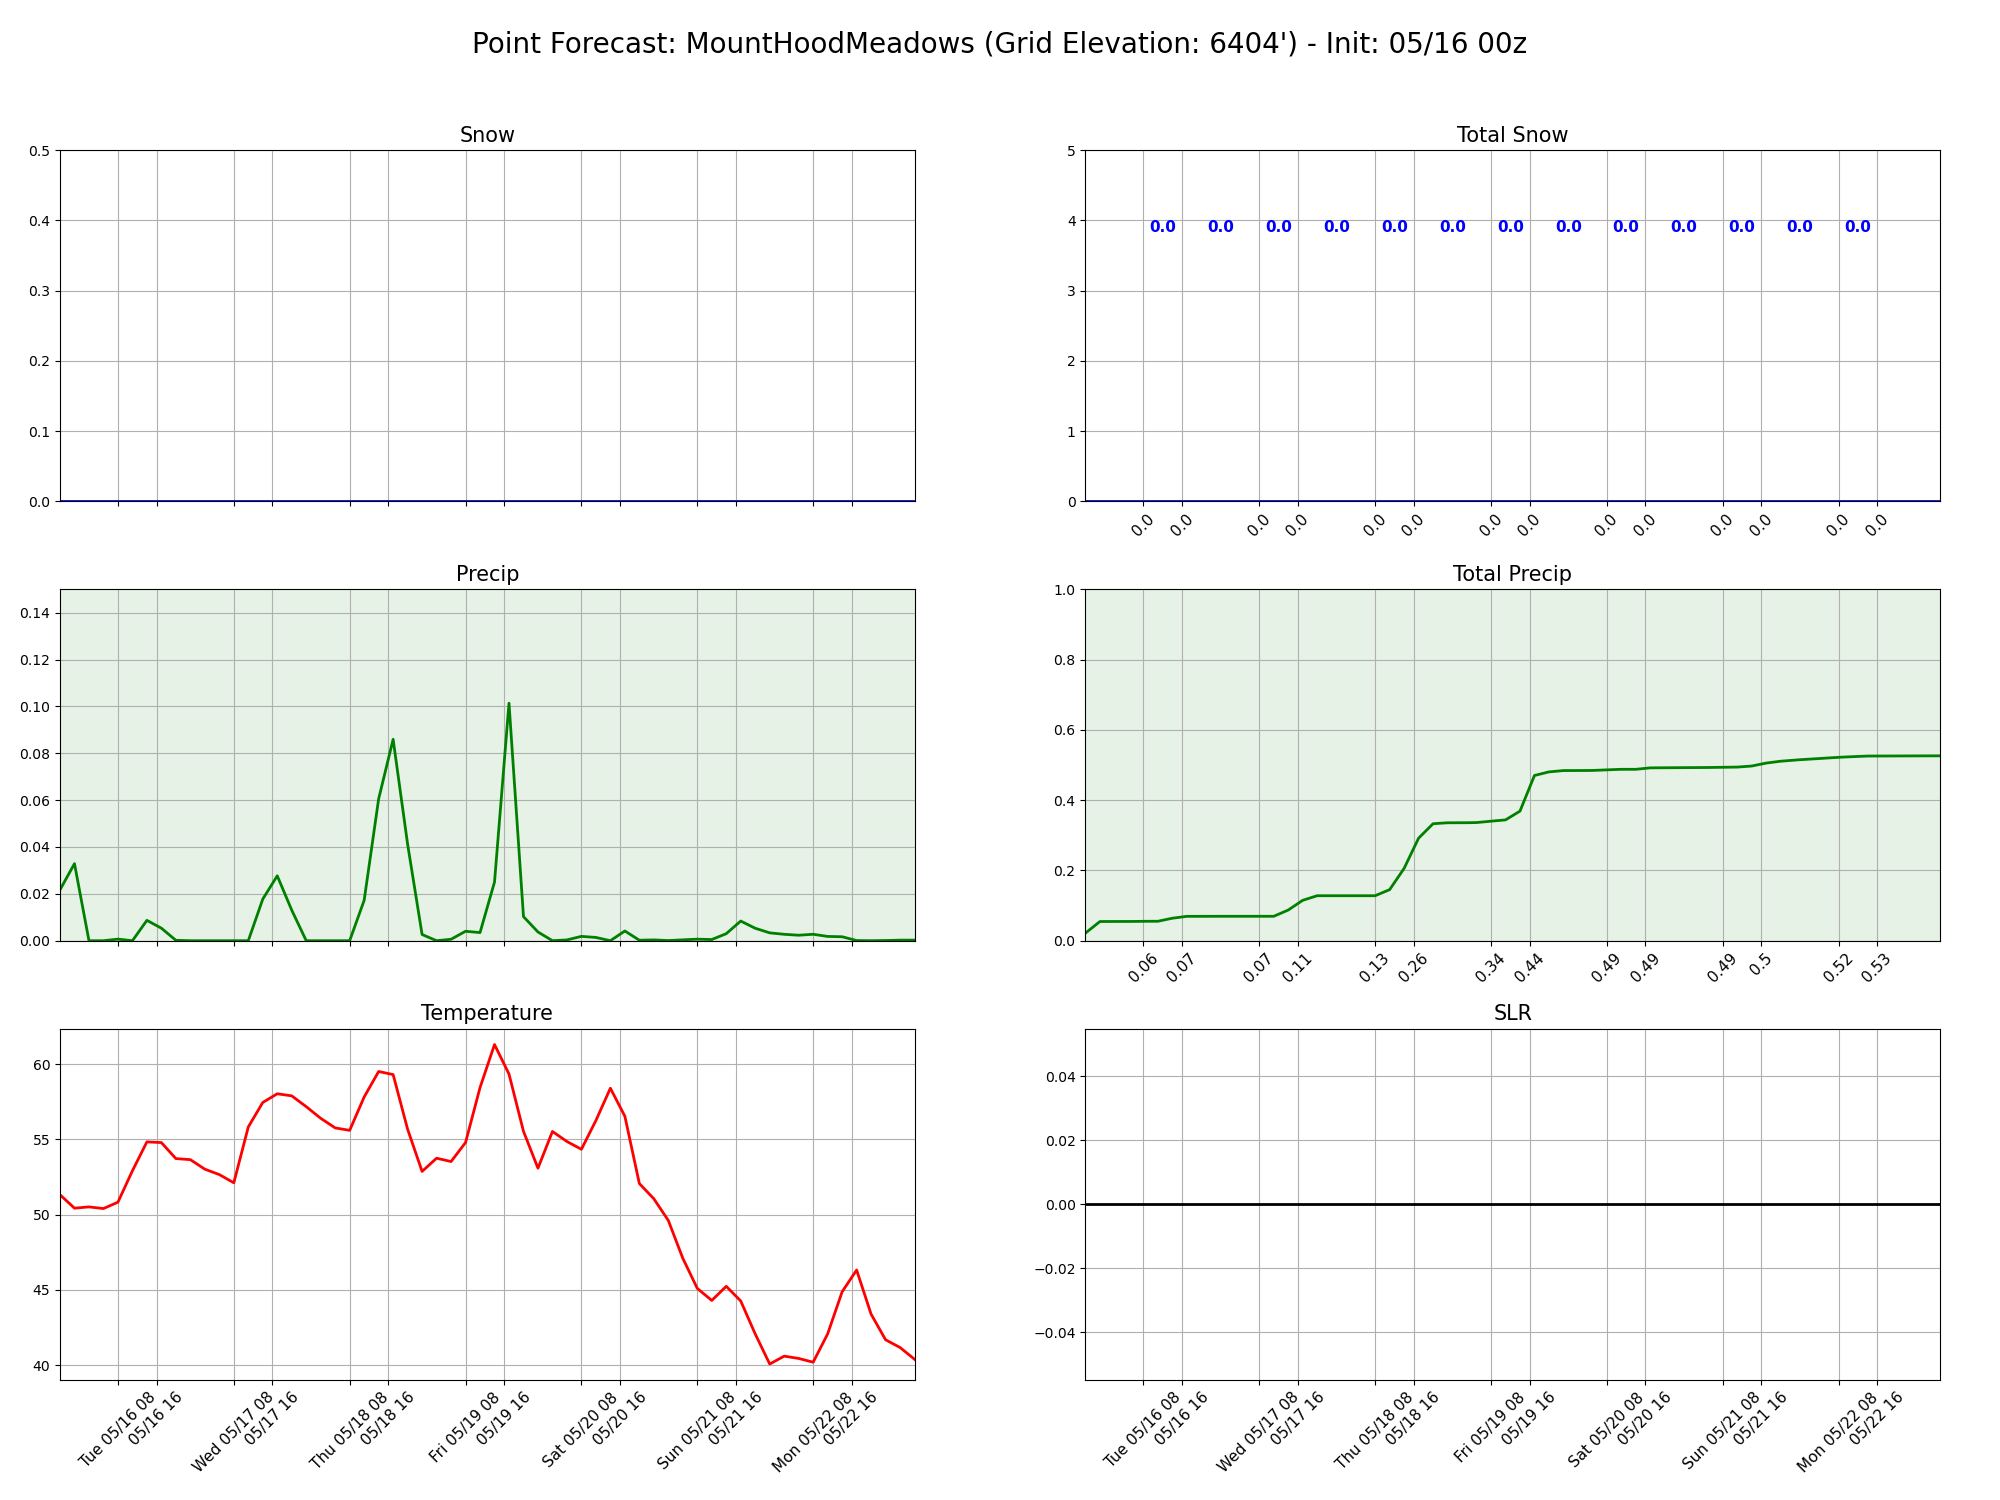 Point Forecast: MountHoodMeadows (Grid Elevation: 6404') - Init: 05/16 00z
Snow
0.5
0.4
0.3
0.2
0.1
0.0
Total Snow
5
4
3
2
1
0
0.0 0.0 0.0 0.0 0.0 0.0 0.0 0.0 0.0 0.0 0.0 0.0 0.0
0.0 0.0 0.0 0.0 0.0 0.0 0.0 0.0 0.0 0.0 0.0 0.0 0.0 0.0
Precip
0.14
0.12
0.10
0.08
0.06
0.04
0.02
0.00
Total Precip
1.0
0.8
0.6
0.4
0.2
0.0
0.06 0.07 0.07 0.11 0.13 0.26 0.34 0.44 0.49 0.49 0.49 0.5 0.52 0.53
Temperature
60
55
50
45
40
Tue 05/16 08
05/16 16
Wed 05/17 08
05/17 16
Thu 05/18 08
05/18 16
Fri 05/19 08
05/19 16
Sat 05/20 08
05/20 16
Sun 05/21 08
05/21 16
Mon 05/22 08
05/22 16
SLR
0.04
0.02
0.00
−0.02
−0.04
Tue 05/16 08
05/16 16
Wed 05/17 08
05/17 16
Thu 05/18 08
05/18 16
Fri 05/19 08
05/19 16
Sat 05/20 08
05/20 16
Sun 05/21 08
05/21 16
Mon 05/22 08
05/22 16